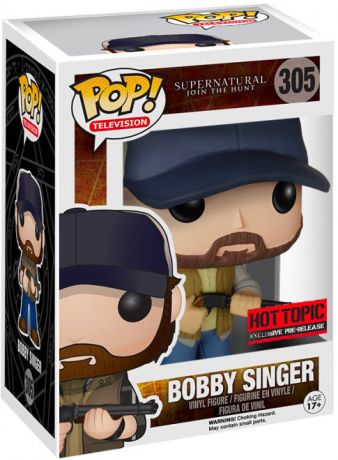 POP!
TELEVISION
SUPERNATURAL
JOIN THE HUNT
305
HOT TOPIC
EXCLUSIVE PRE-RELEASE
BOBBY SINGER
305
BOBBY SINGER
VINYL FIGURE / FIGURINE EN VINYLE /
FIGURA DE VINIL
WARNING: Choking Hazard.
May contain small parts.
AGE
17+